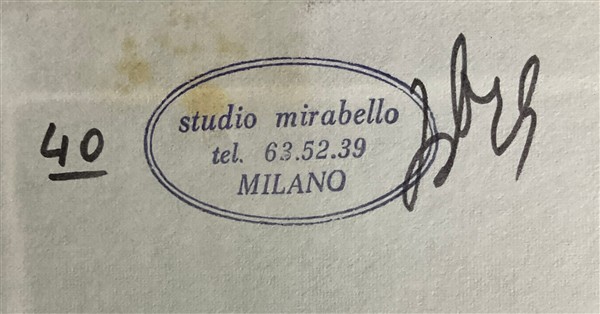 40
studio mirabello
tel. 63.52.39
MILANO